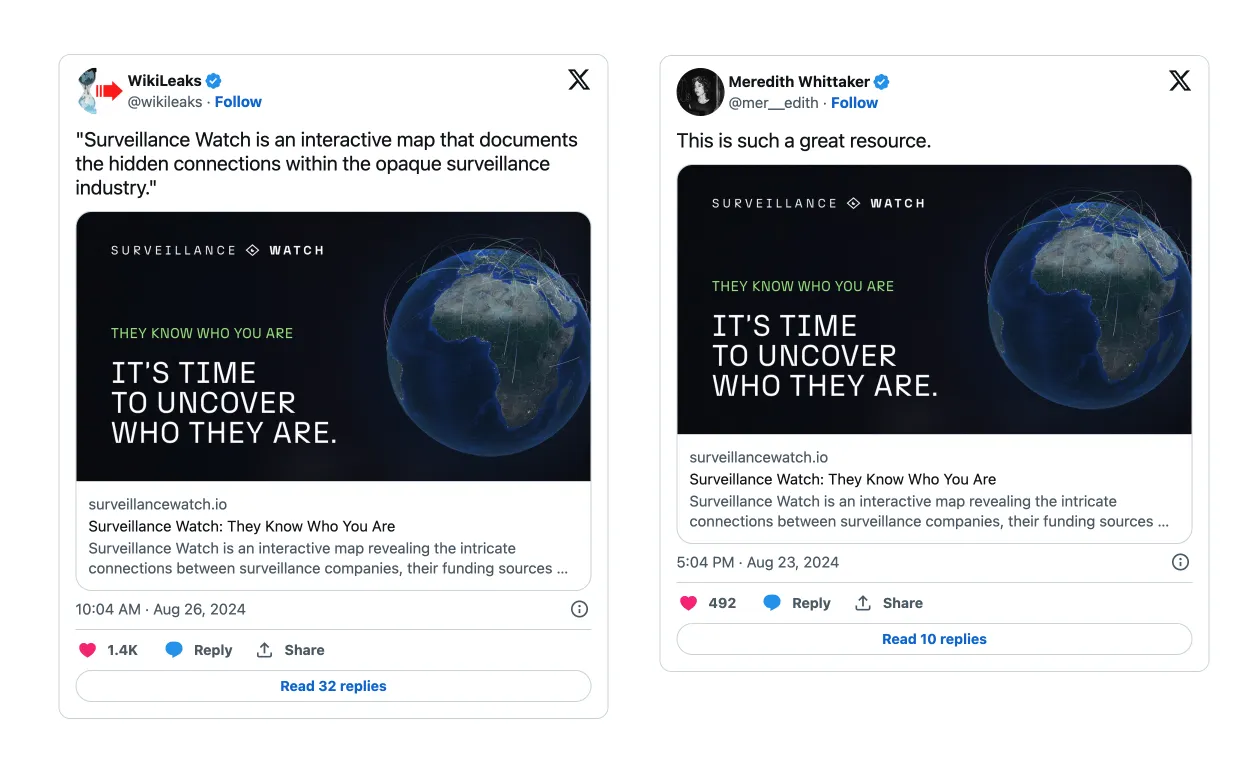 WikiLeaks
@wikileaks · Follow
"Surveillance Watch is an interactive map that documents
the hidden connections within the opaque surveillance
industry."
SURVEILLANCE WATCH
THEY KNOW WHO YOU ARE
IT'S TIME
TO UNCOVER
WHO THEY ARE.
surveillancewatch.io
Surveillance Watch: They Know Who You Are
Surveillance Watch is an interactive map revealing the intricate
connections between surveillance companies, their funding sources ...
10:04 AM · Aug 26, 2024
1.4K Reply Share
Read 32 replies
Meredith Whittaker
@mer__edith · Follow
This is such a great resource.
SURVEILLANCE WATCH
THEY KNOW WHO YOU ARE
IT'S TIME
TO UNCOVER
WHO THEY ARE.
surveillancewatch.io
Surveillance Watch: They Know Who You Are
Surveillance Watch is an interactive map revealing the intricate
connections between surveillance companies, their funding sources ...
5:04 PM · Aug 23, 2024
492 Reply Share
Read 10 replies